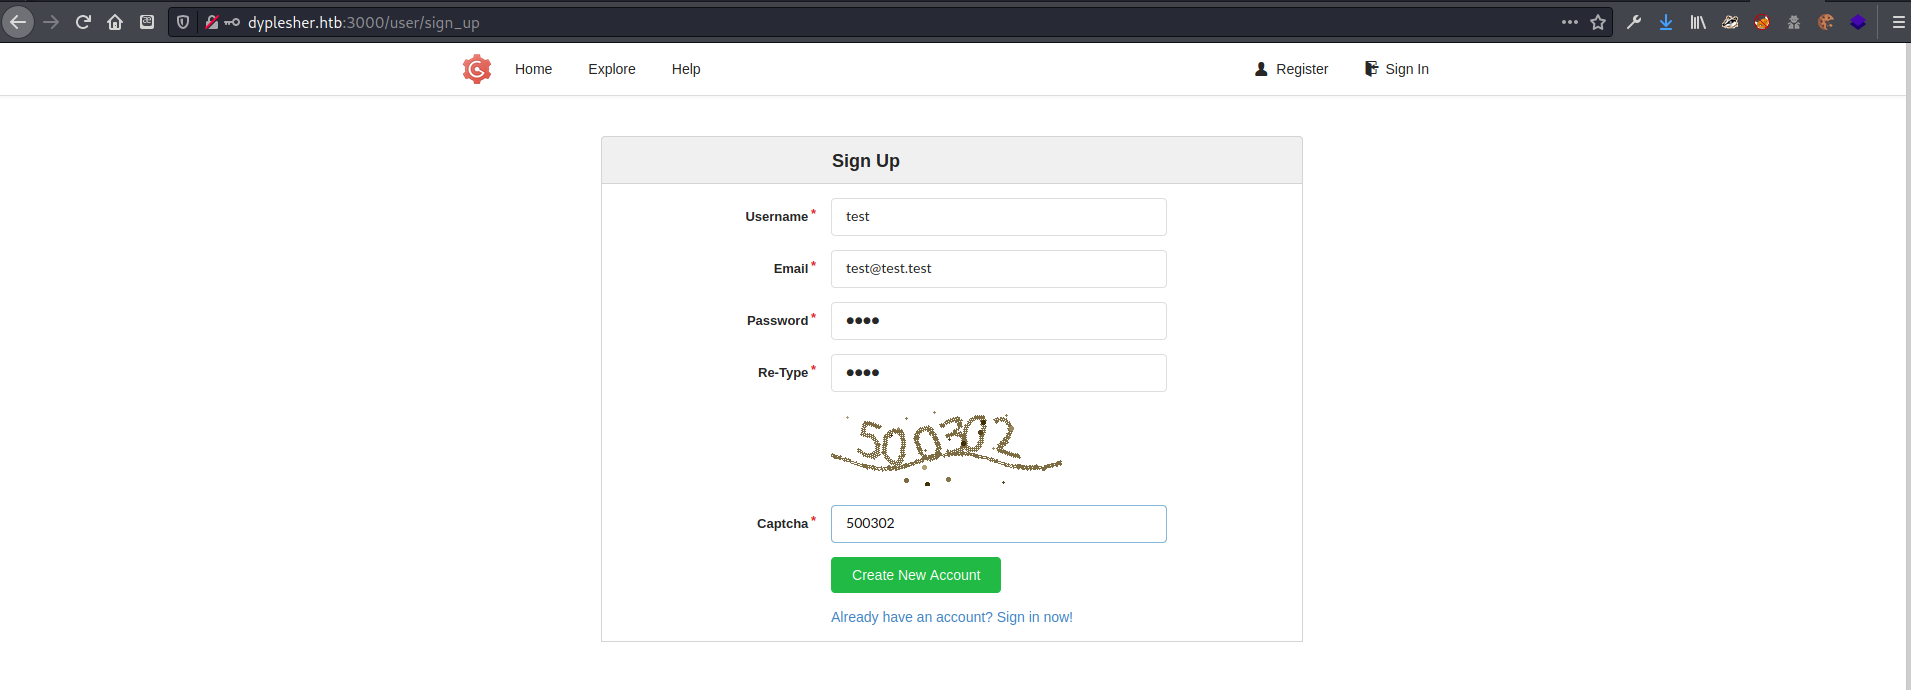 dyplesher.htb:3000/user/sign_up
Home Explore Help Register Sign In
Sign Up
Username * test
Email * test@test.test
Password * ●●●●
Re-Type * ●●●●
500302
Captcha * 500302
Create New Account
Already have an account? Sign in now!